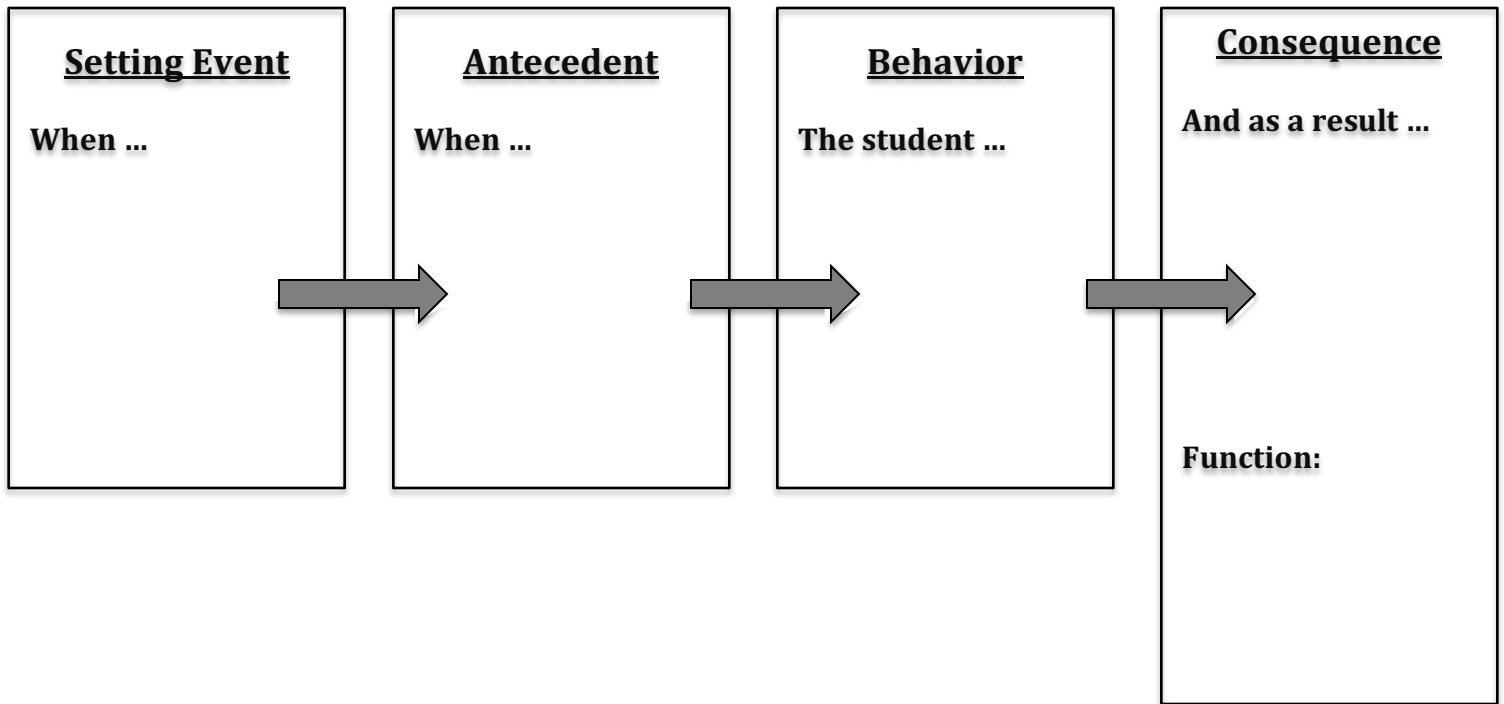 Setting Event
When ...
Antecedent
When ...
Behavior
The student ...
Consequence
And as a result ...
Function: